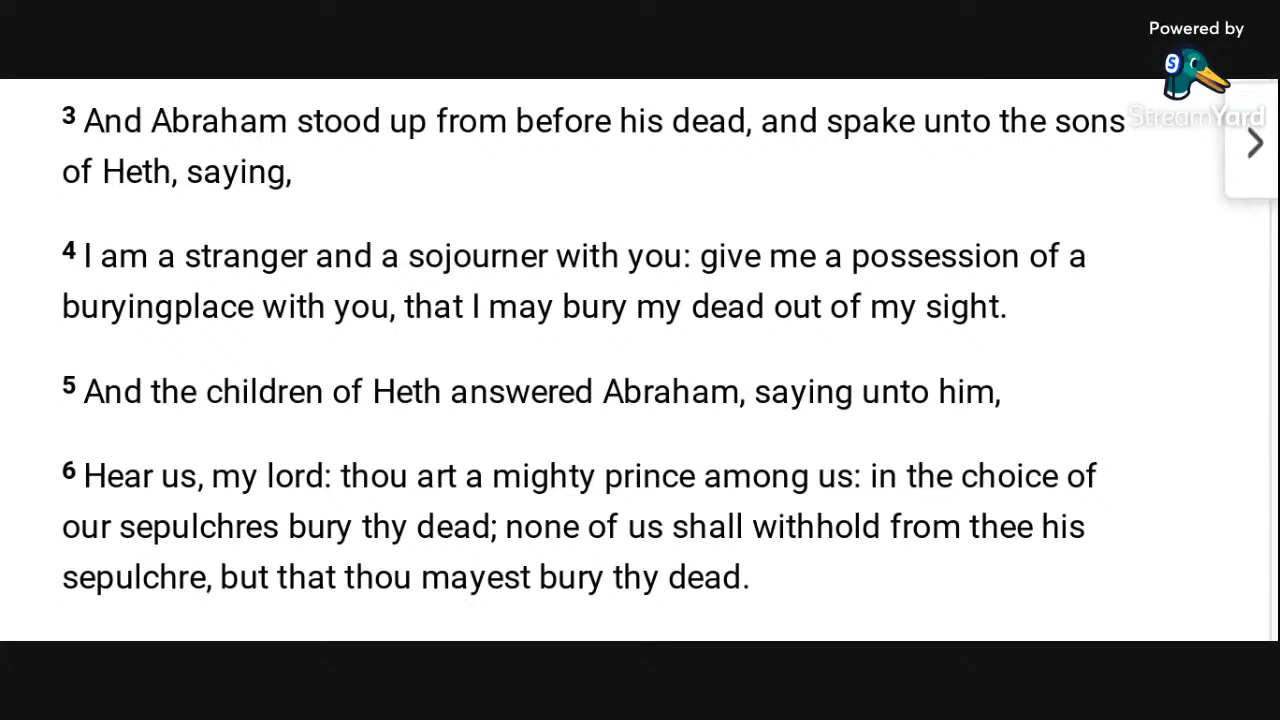 Powered by
S
StreamYard
3 And Abraham stood up from before his dead, and spake unto the sons
of Heth, saying,
4 I am a stranger and a sojourner with you: give me a possession of a
buryingplace with you, that I may bury my dead out of my sight.
5 And the children of Heth answered Abraham, saying unto him,
6 Hear us, my lord: thou art a mighty prince among us: in the choice of
our sepulchres bury thy dead; none of us shall withhold from thee his
sepulchre, but that thou mayest bury thy dead.